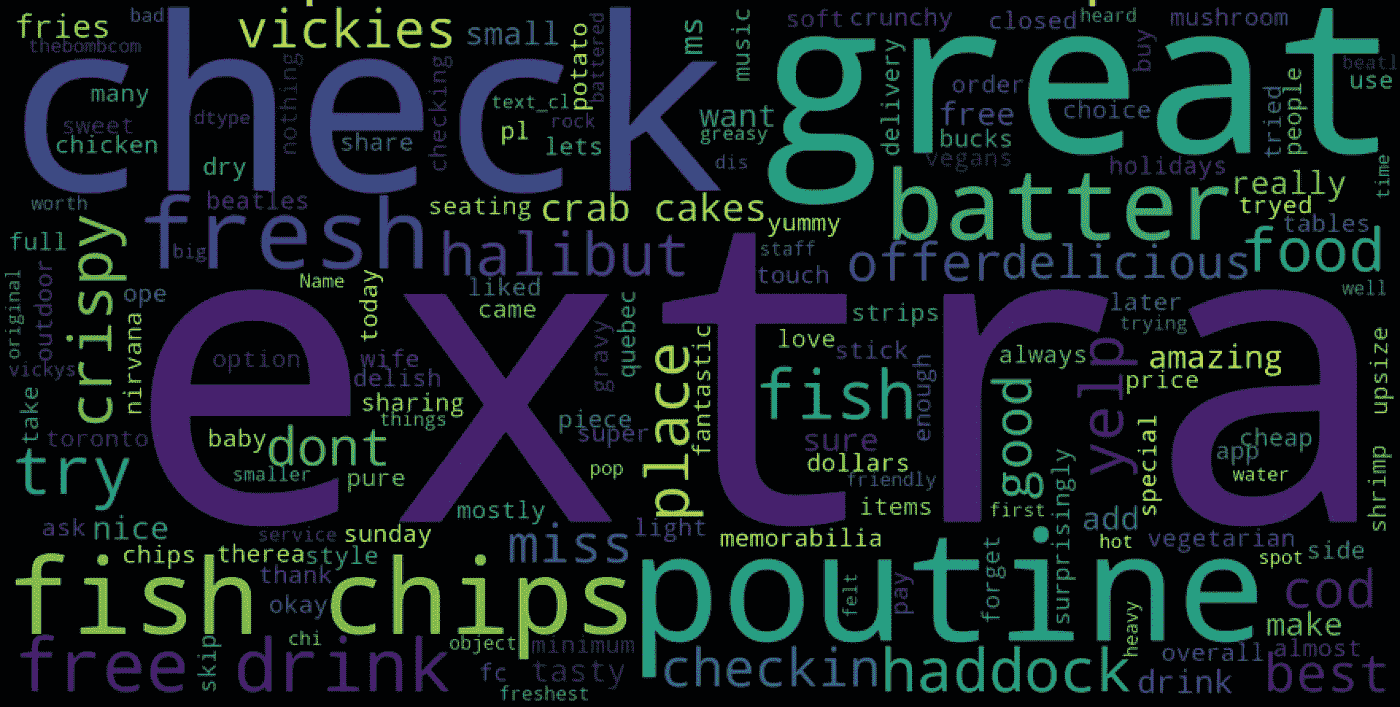 fries
bad
thebombcom
vickies
small
potato
battered
ms
music
soft
crunchy
closed
heard
mushroom
check
great
many
sweet
chicken
dtype
nothing
dry
share
checking
text_cl
pl
rock
lets
want
greasy
dis
delivery
order
free
bucks
vegans
choice
buy
holidays
tried
people
use
time
worth
beatles
fresh
big
seating
crab cakes
yummy
batter
really
tryed
tables
full
crispy
halibut
staff
touch
offer
delicious
food
well
original
outdoor
ope
Name
today
liked
came
quebec
extra
strips
later
trying
vickys
nirvana
option
wife
delish
gravy
love
stick
always
yelp
amazing
price
upsize
take
sharing
things
piece
super
place
fantastic
fish
enough
good
toronto
baby
dont
sure
dollars
friendly
special
cheap
app
water
try
smaller
pure
pop
items
first
surprisingly
shrimp
ask
nice
service
sunday
mostly
light
miss
memorabilia
add
hot
vegetarian
spot
side
chips
therea
style
fish chips
thank
okay
poutine
felt
pay
forget
heavy
cod
make
free drink
skip
chi
object
minimum
fc
tasty
freshest
checkin
haddock
overall
drink
almost
best